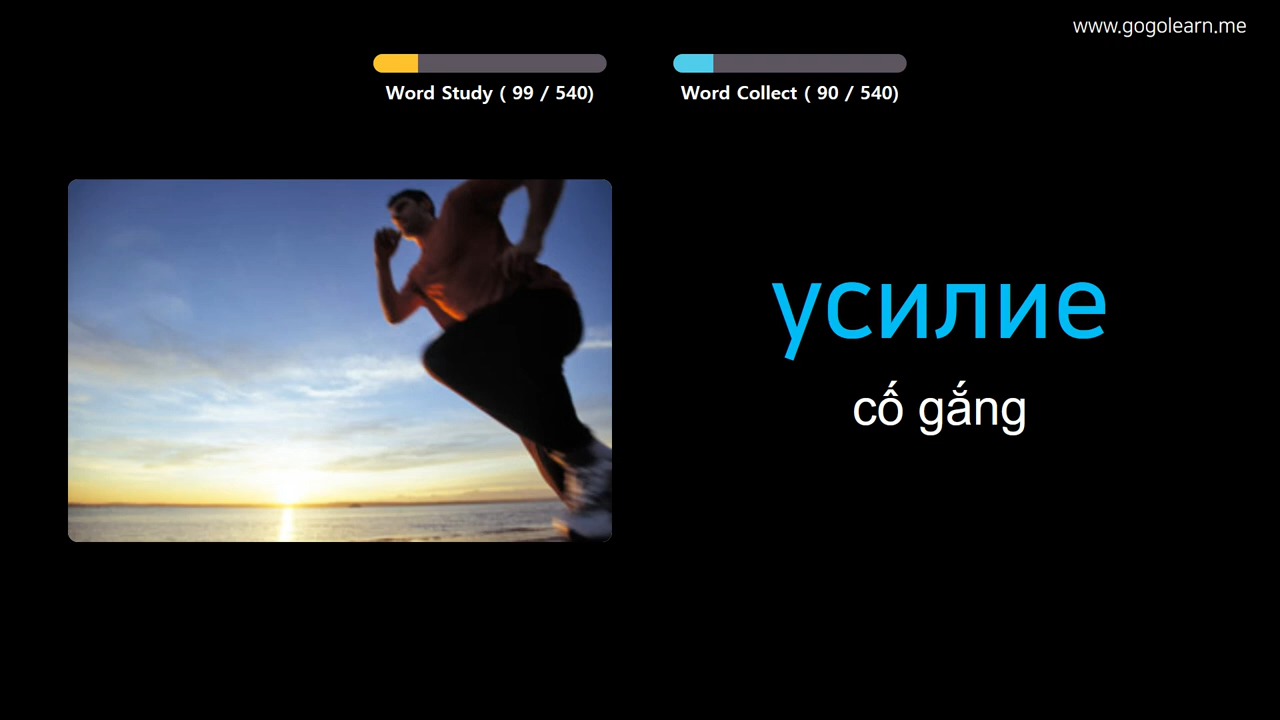 www.gogolearn.me
Word Study ( 99 / 540)
Word Collect ( 90 / 540)
усилие
cố gắng